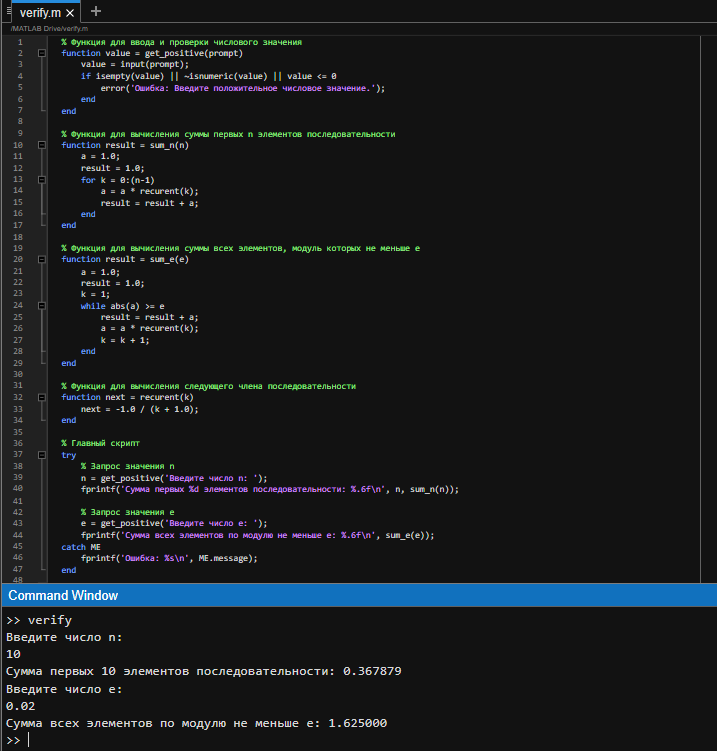 verify.m × +
/MATLAB Drive/verify.m
1 % Функция для ввода и проверки числового значения
2 function value = get_positive(prompt)
3 value = input(prompt);
4 if isempty(value) || ~isnumeric(value) || value <= 0
5 error('Ошибка: Введите положительное числовое значение.');
6 end
7 end
8
9 % Функция для вычисления суммы первых n элементов последовательности
10 function result = sum_n(n)
11 a = 1.0;
12 result = 1.0;
13 for k = 0:(n-1)
14 a = a * recurent(k);
15 result = result + a;
16 end
17 end
18
19 % Функция для вычисления суммы всех элементов, модуль которых не меньше e
20 function result = sum_e(e)
21 a = 1.0;
22 result = 1.0;
23 k = 1;
24 while abs(a) >= e
25 result = result + a;
26 a = a * recurent(k);
27 k = k + 1;
28 end
29 end
30
31 % Функция для вычисления следующего члена последовательности
32 function next = recurent(k)
33 next = -1.0 / (k + 1.0);
34 end
35
36 % Главный скрипт
37 try
38 % Запрос значения n
39 n = get_positive('Введите число n: ');
40 fprintf('Сумма первых %d элементов последовательности: %.6f\n', n, sum_n(n));
41
42 % Запрос значения e
43 e = get_positive('Введите число e: ');
44 fprintf('Сумма всех элементов по модулю не меньше e: %.6f\n', sum_e(e));
45 catch ME
46 fprintf('Ошибка: %s\n', ME.message);
47 end
48
Command Window
>> verify
Введите число n:
10
Сумма первых 10 элементов последовательности: 0.367879
Введите число e:
0.02
Сумма всех элементов по модулю не меньше e: 1.625000
>>